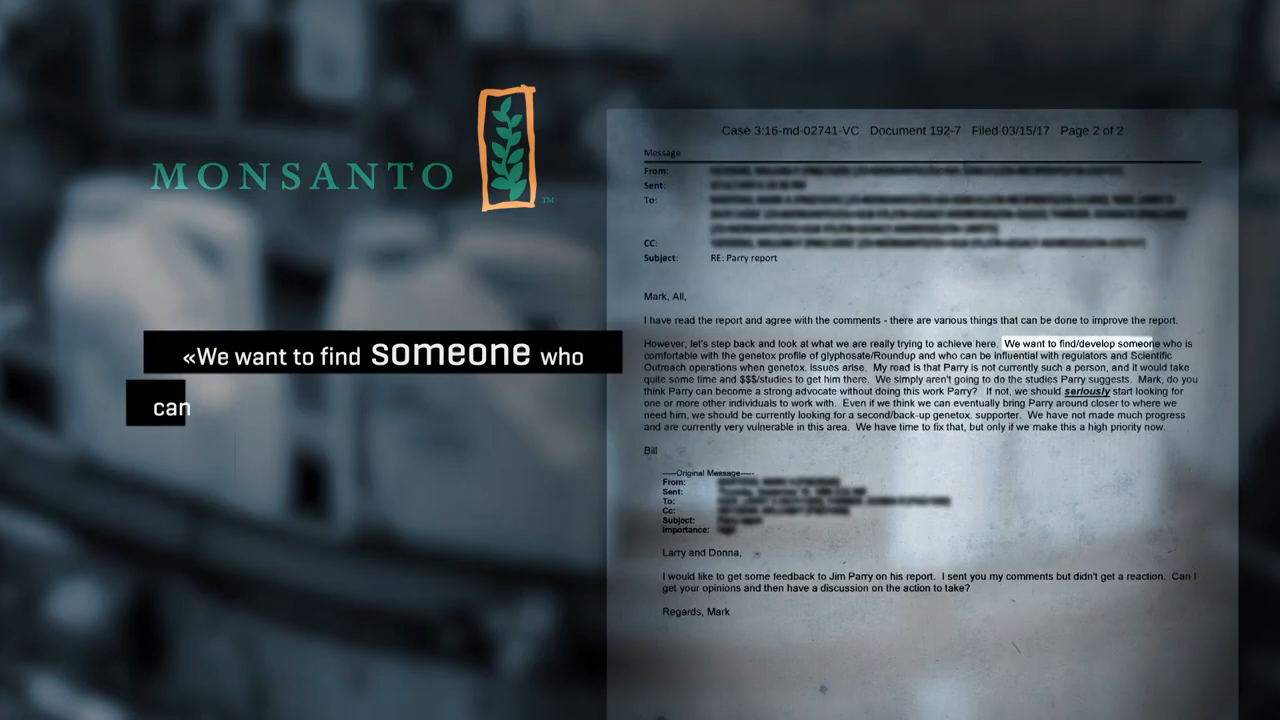 MONSANTO
TM
«We want to find someone who
can
Case 3:16-md-02741-VC Document 192-7 Filed 03/15/17 Page 2 of 2
Message
From:
Sent:
To:
CC:
Subject: RE: Parry report
Mark, All,
I have read the report and agree with the comments - there are various things that can be done to improve the report.
However, let's step back and look at what we are really trying to achieve here. We want to find/develop someone who is
comfortable with the genetox profile of glyphosate/Roundup and who can be influential with regulators and Scientific
Outreach operations when genetox. issues arise. My read is that Parry is not currently such a person, and it would take
quite some time and $$$/studies to get him there. We simply aren't going to do the studies Parry suggests. Mark, do you
think Parry can become a strong advocate without doing this work Parry? If not, we should seriously start looking for
one or more other individuals to work with. Even if we think we can eventually bring Parry around closer to where we
need him, we should be currently looking for a second/back-up genetox. supporter. We have not made much progress
and are currently very vulnerable in this area. We have time to fix that, but only if we make this a high priority now.
Bill
-----Original Message-----
From:
Sent:
To:
Cc:
Subject:
Importance:
Larry and Donna,
I would like to get some feedback to Jim Parry on his report. I sent you my comments but didn't get a reaction. Can I
get your opinions and then have a discussion on the action to take?
Regards, Mark